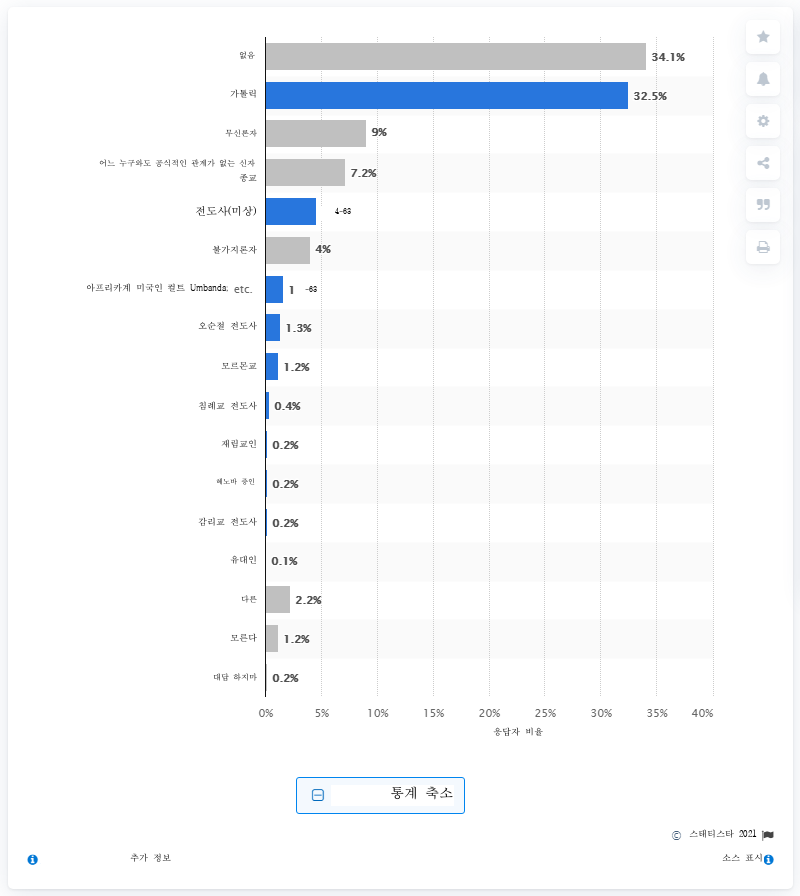 없음
34.1%
가톨릭
32.5%
무신론자
9%
어느 누구와도 공식적인 관계가 없는 신자
종교
7.2%
전도사(미상)
4-63
불가지론자
4%
아프리카계 미국인 컬트 Umbanda; etc.
1 -63
오순절 전도사
1.3%
모르몬교
1.2%
침례교 전도사
0.4%
재림교인
0.2%
여호와 증인
0.2%
감리교 전도사
0.2%
유대인
0.1%
다른
2.2%
모른다
1.2%
대답 하지마
0.2%
0% 5% 10% 15% 20% 25% 30% 35% 40%
응답자 비율
통계 축소
© 스태티스타 2021
추가 정보
소스 표시